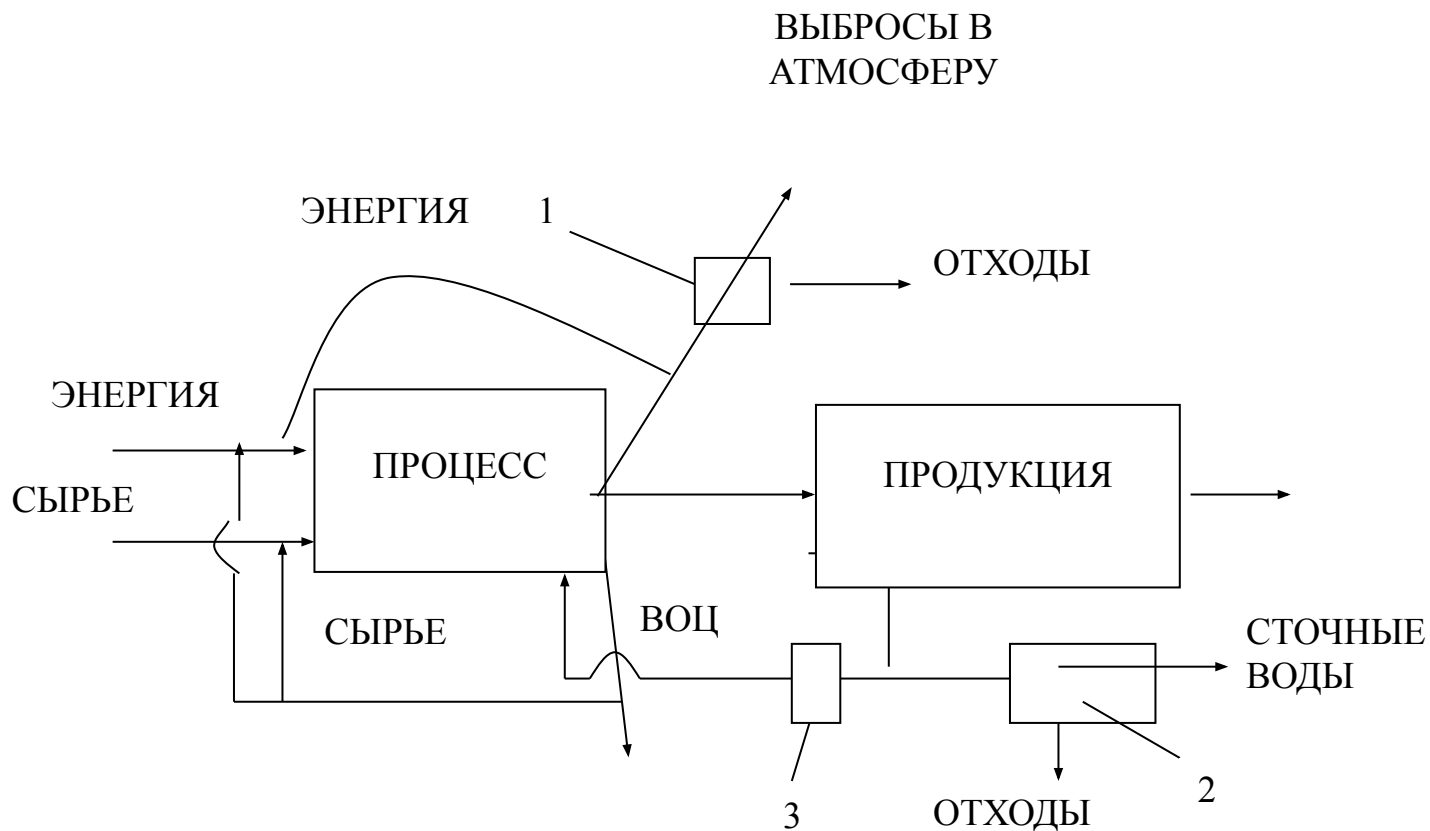 ВЫБРОСЫ В
АТМОСФЕРУ
ЭНЕРГИЯ
1
ОТХОДЫ
ЭНЕРГИЯ
ПРОЦЕСС
ПРОДУКЦИЯ
СЫРЬЕ
СЫРЬЕ
ВОЦ
СТОЧНЫЕ
ВОДЫ
3
ОТХОДЫ
2